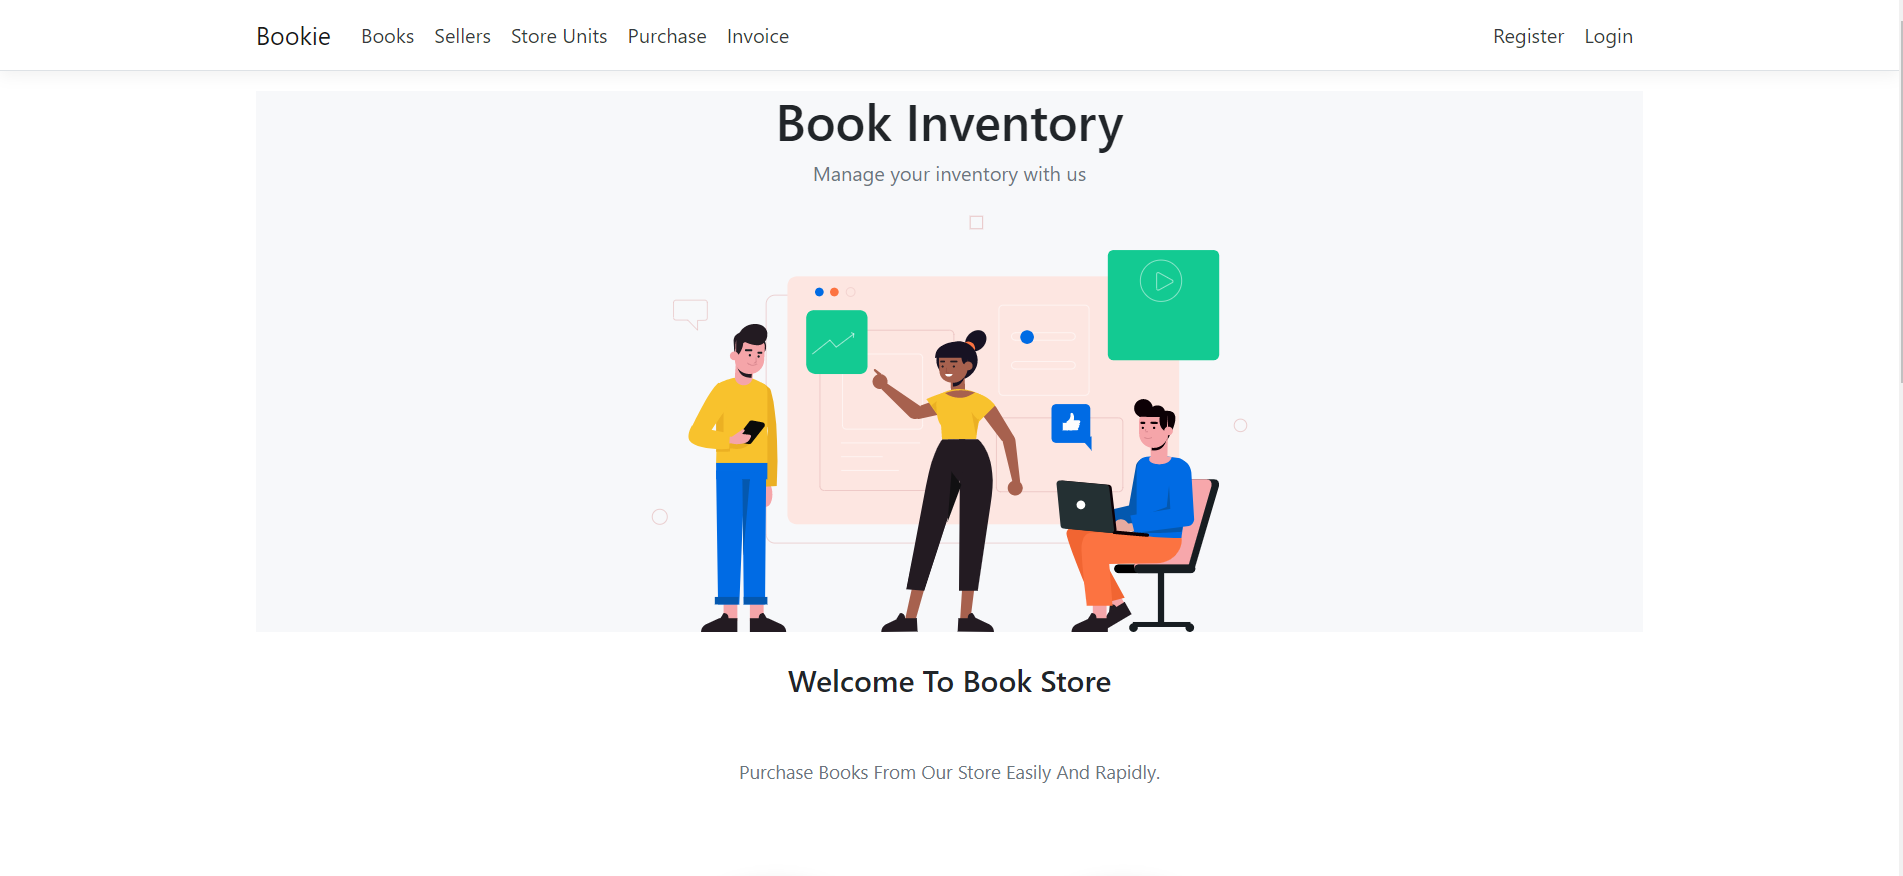 Bookie Books Sellers Store Units Purchase Invoice Register Login
Book Inventory
Manage your inventory with us
Welcome To Book Store
Purchase Books From Our Store Easily And Rapidly.